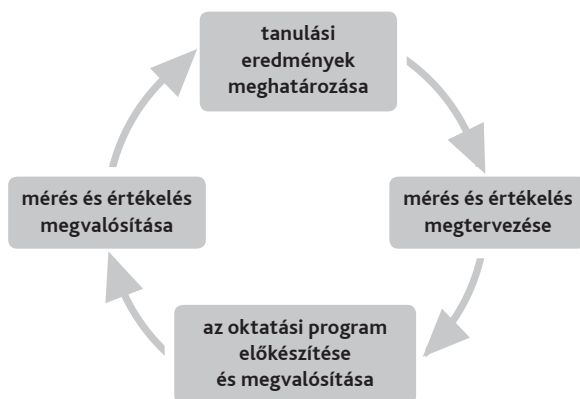 tanulási
eredmények
meghatározása
mérés és értékelés
megvalósítása
mérés és értékelés
megtervezése
az oktatási program
előkészítése
és megvalósítása